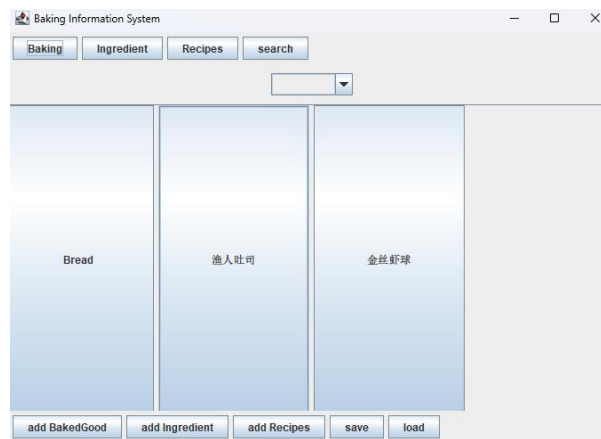 Baking Information System
Baking Ingredient Recipes search
Bread 渔人吐司 金丝虾球
add BakedGood add Ingredient add Recipes save load